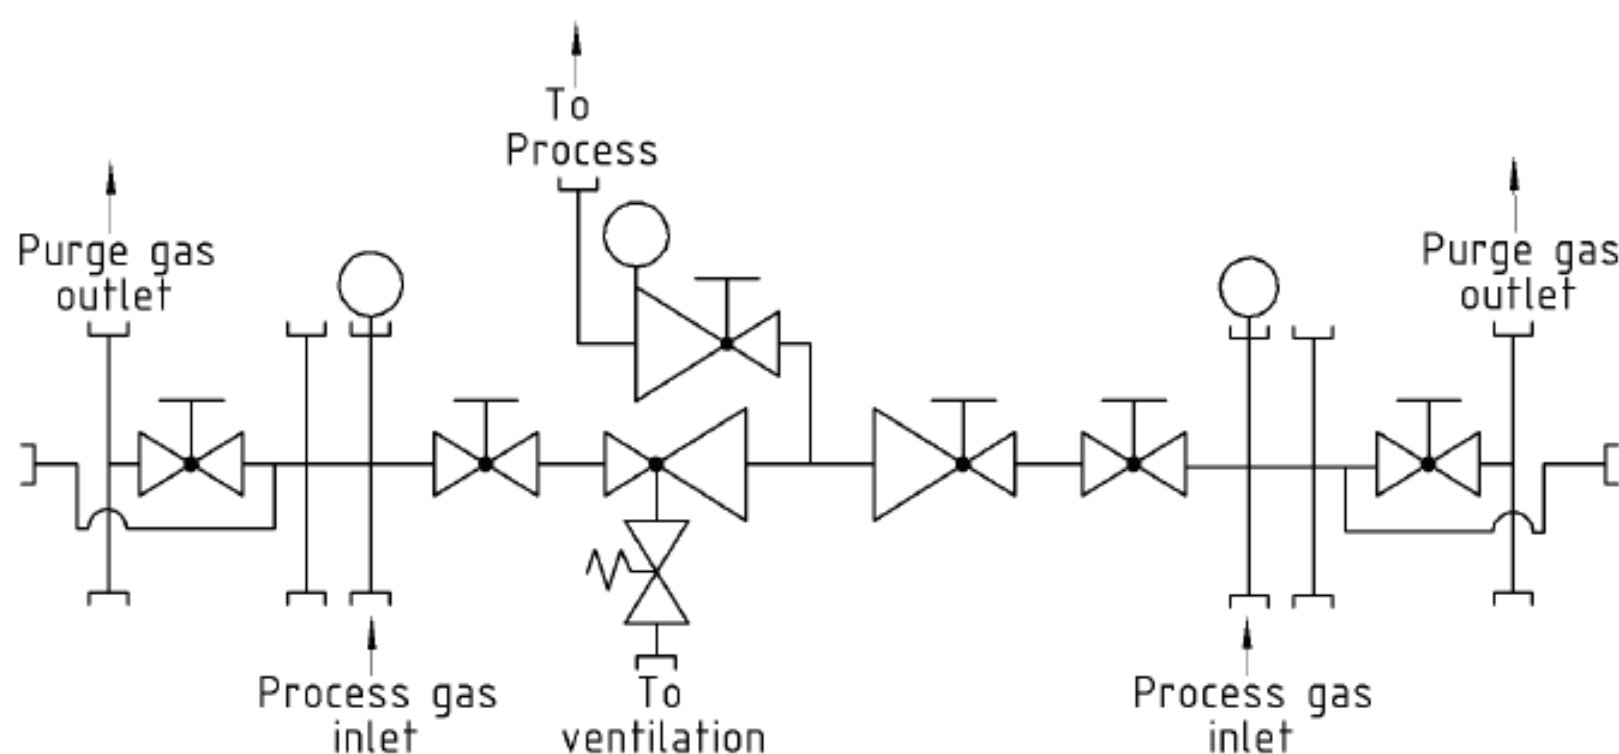 To
Process
Purge gas
outlet
Purge gas
outlet
Process gas
inlet
To
ventilation
Process gas
inlet